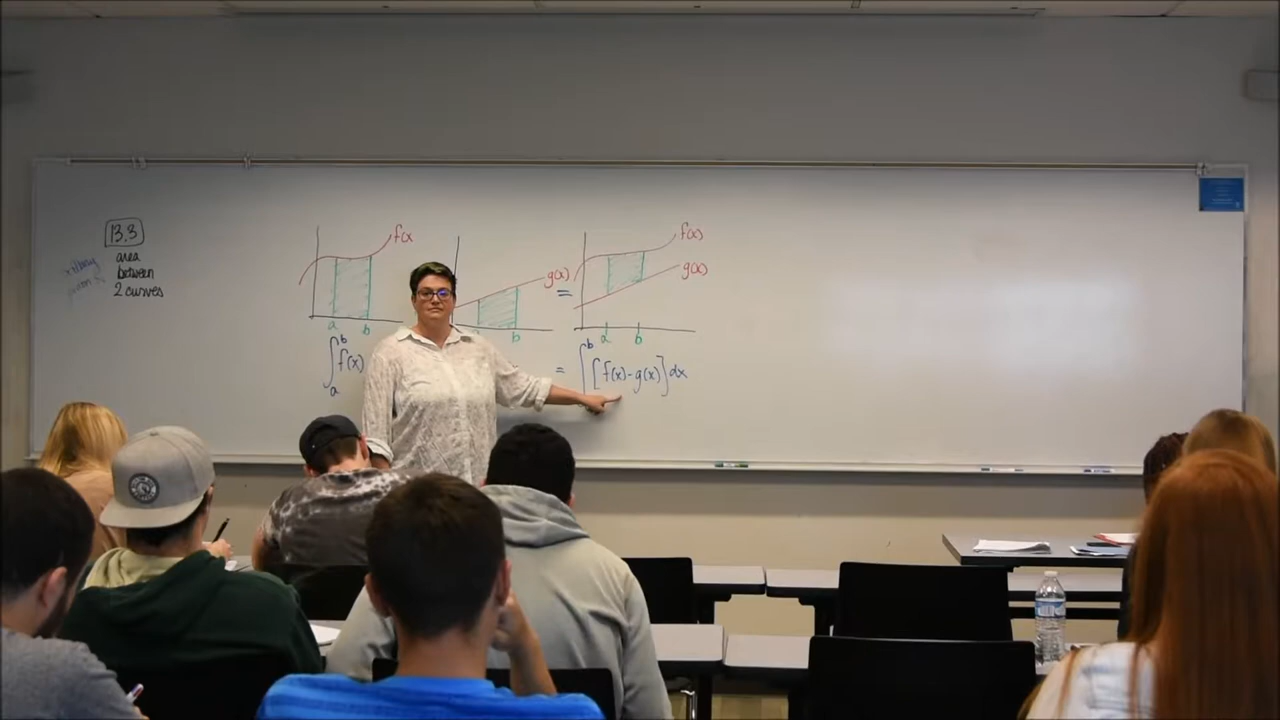 13.3
area
between
2 curves
f(x
g(x)
=
f(x)
g(x)
a
b
b
a
b
∫ b a f(x)
= ∫ b [f(x)-g(x)]dx